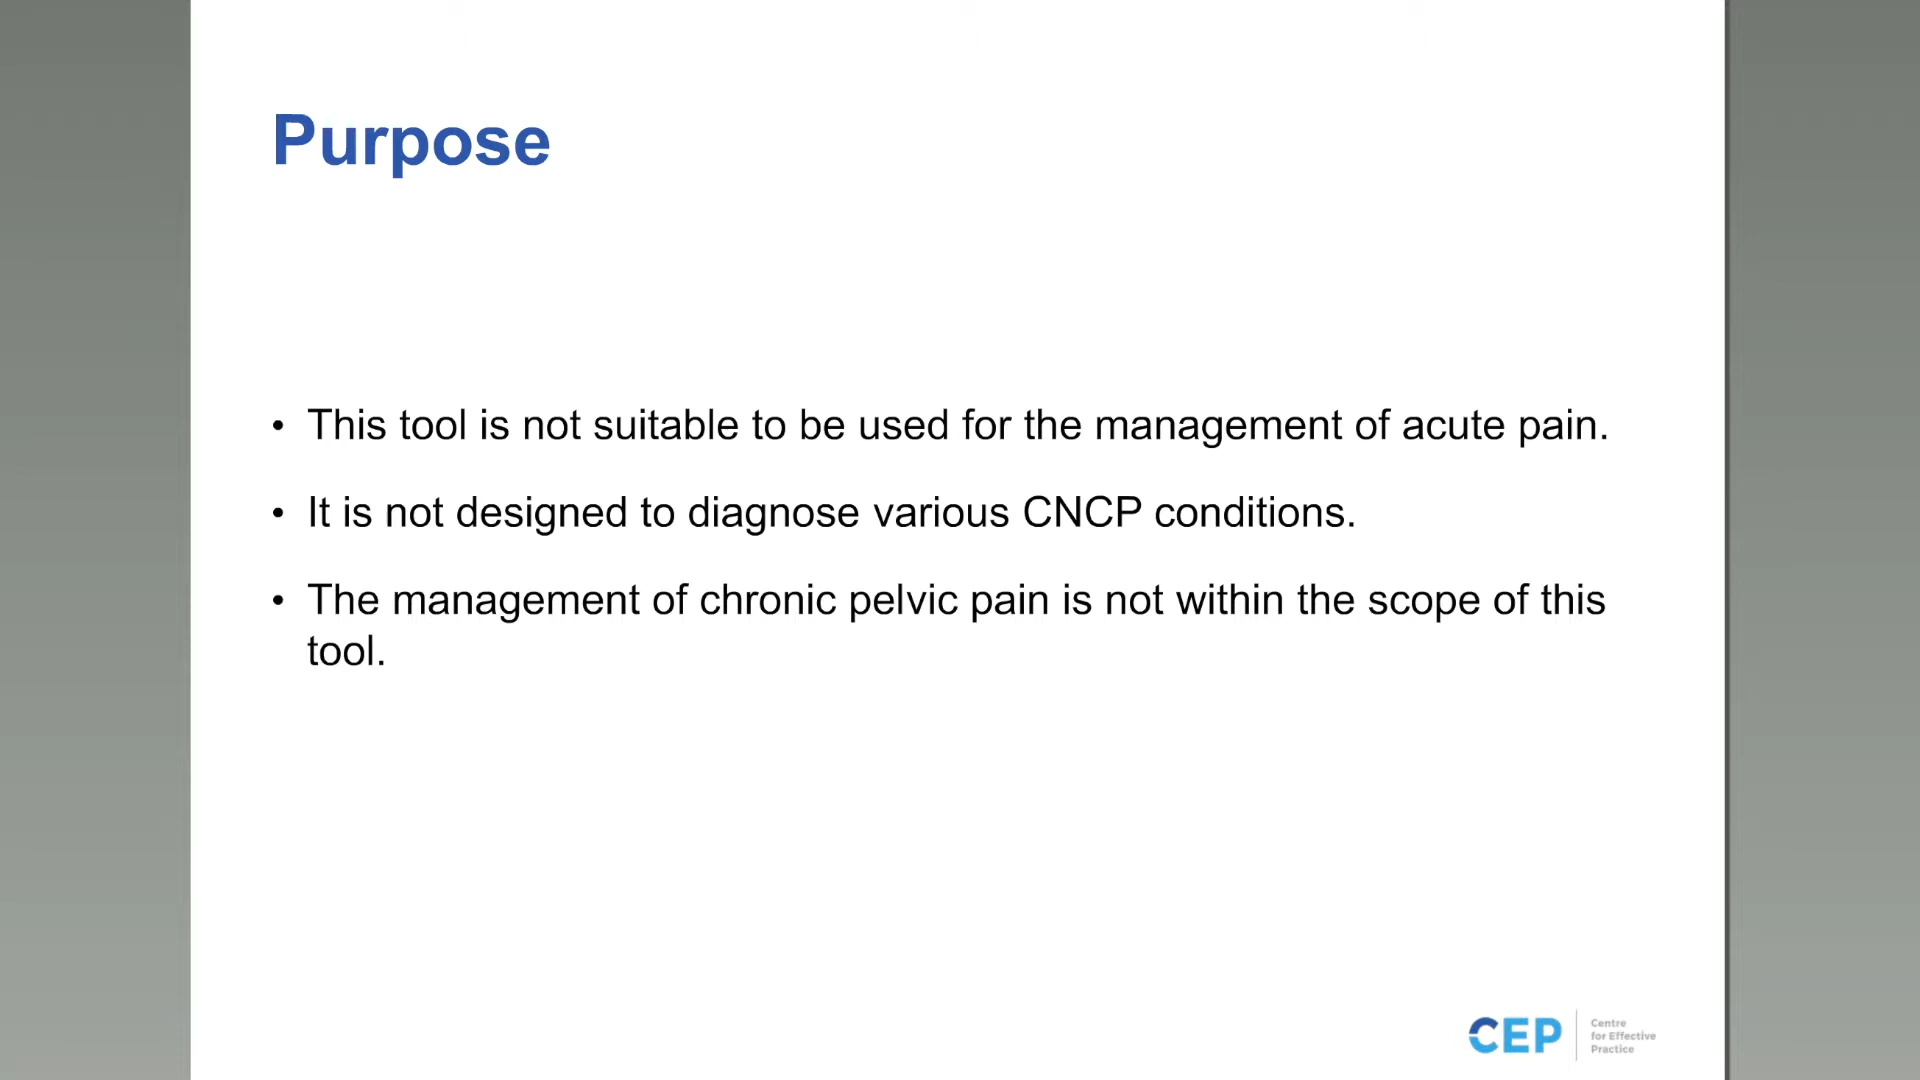 Purpose
• This tool is not suitable to be used for the management of acute pain.
• It is not designed to diagnose various CNCP conditions.
• The management of chronic pelvic pain is not within the scope of this
tool.
CEP
Centre
for Effective
Practice